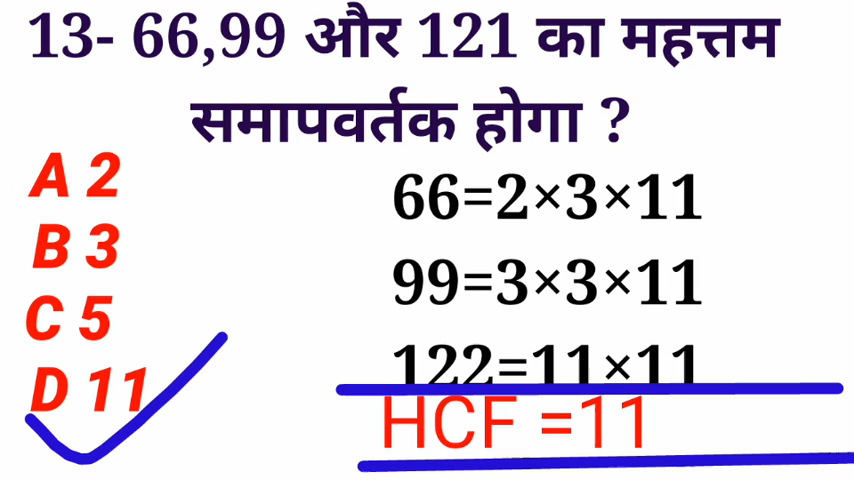 13- 66,99 और 121 का महत्तम
समापवर्तक होगा ?
A 2
B 3
C 5
D 11
66=2×3×11
99=3×3×11
122=11×11
HCF =11